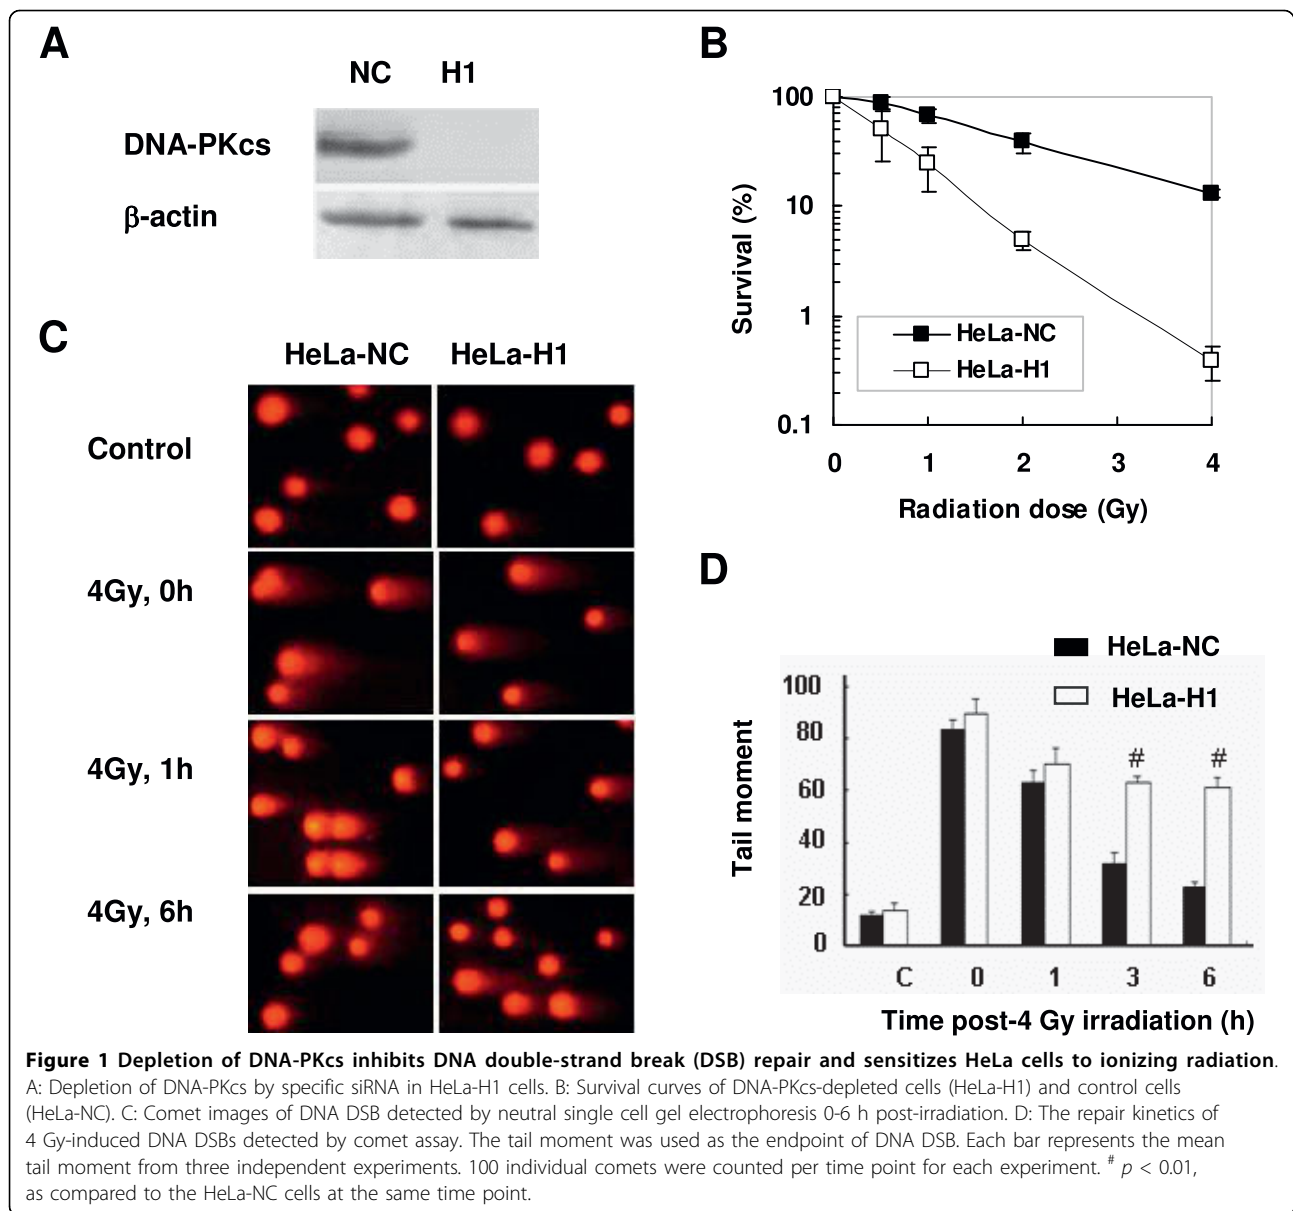 A
NC H1
DNA-PKcs
β-actin
B
100
10
1
0.1
Survival (%)
HeLa-NC
HeLa-H1
0 1 2 3 4
Radiation dose (Gy)
C
HeLa-NC HeLa-H1
Control
4Gy, 0h
4Gy, 1h
4Gy, 6h
D
HeLa-NC
HeLa-H1
100
80
60
40
20
0
Tail moment
# #
C 0 1 3 6
Time post-4 Gy irradiation (h)
Figure 1 Depletion of DNA-PKcs inhibits DNA double-strand break (DSB) repair and sensitizes HeLa cells to ionizing radiation.
A: Depletion of DNA-PKcs by specific siRNA in HeLa-H1 cells. B: Survival curves of DNA-PKcs-depleted cells (HeLa-H1) and control cells
(HeLa-NC). C: Comet images of DNA DSB detected by neutral single cell gel electrophoresis 0-6 h post-irradiation. D: The repair kinetics of
4 Gy-induced DNA DSBs detected by comet assay. The tail moment was used as the endpoint of DNA DSB. Each bar represents the mean
tail moment from three independent experiments. 100 individual comets were counted per time point for each experiment. # p < 0.01,
as compared to the HeLa-NC cells at the same time point.